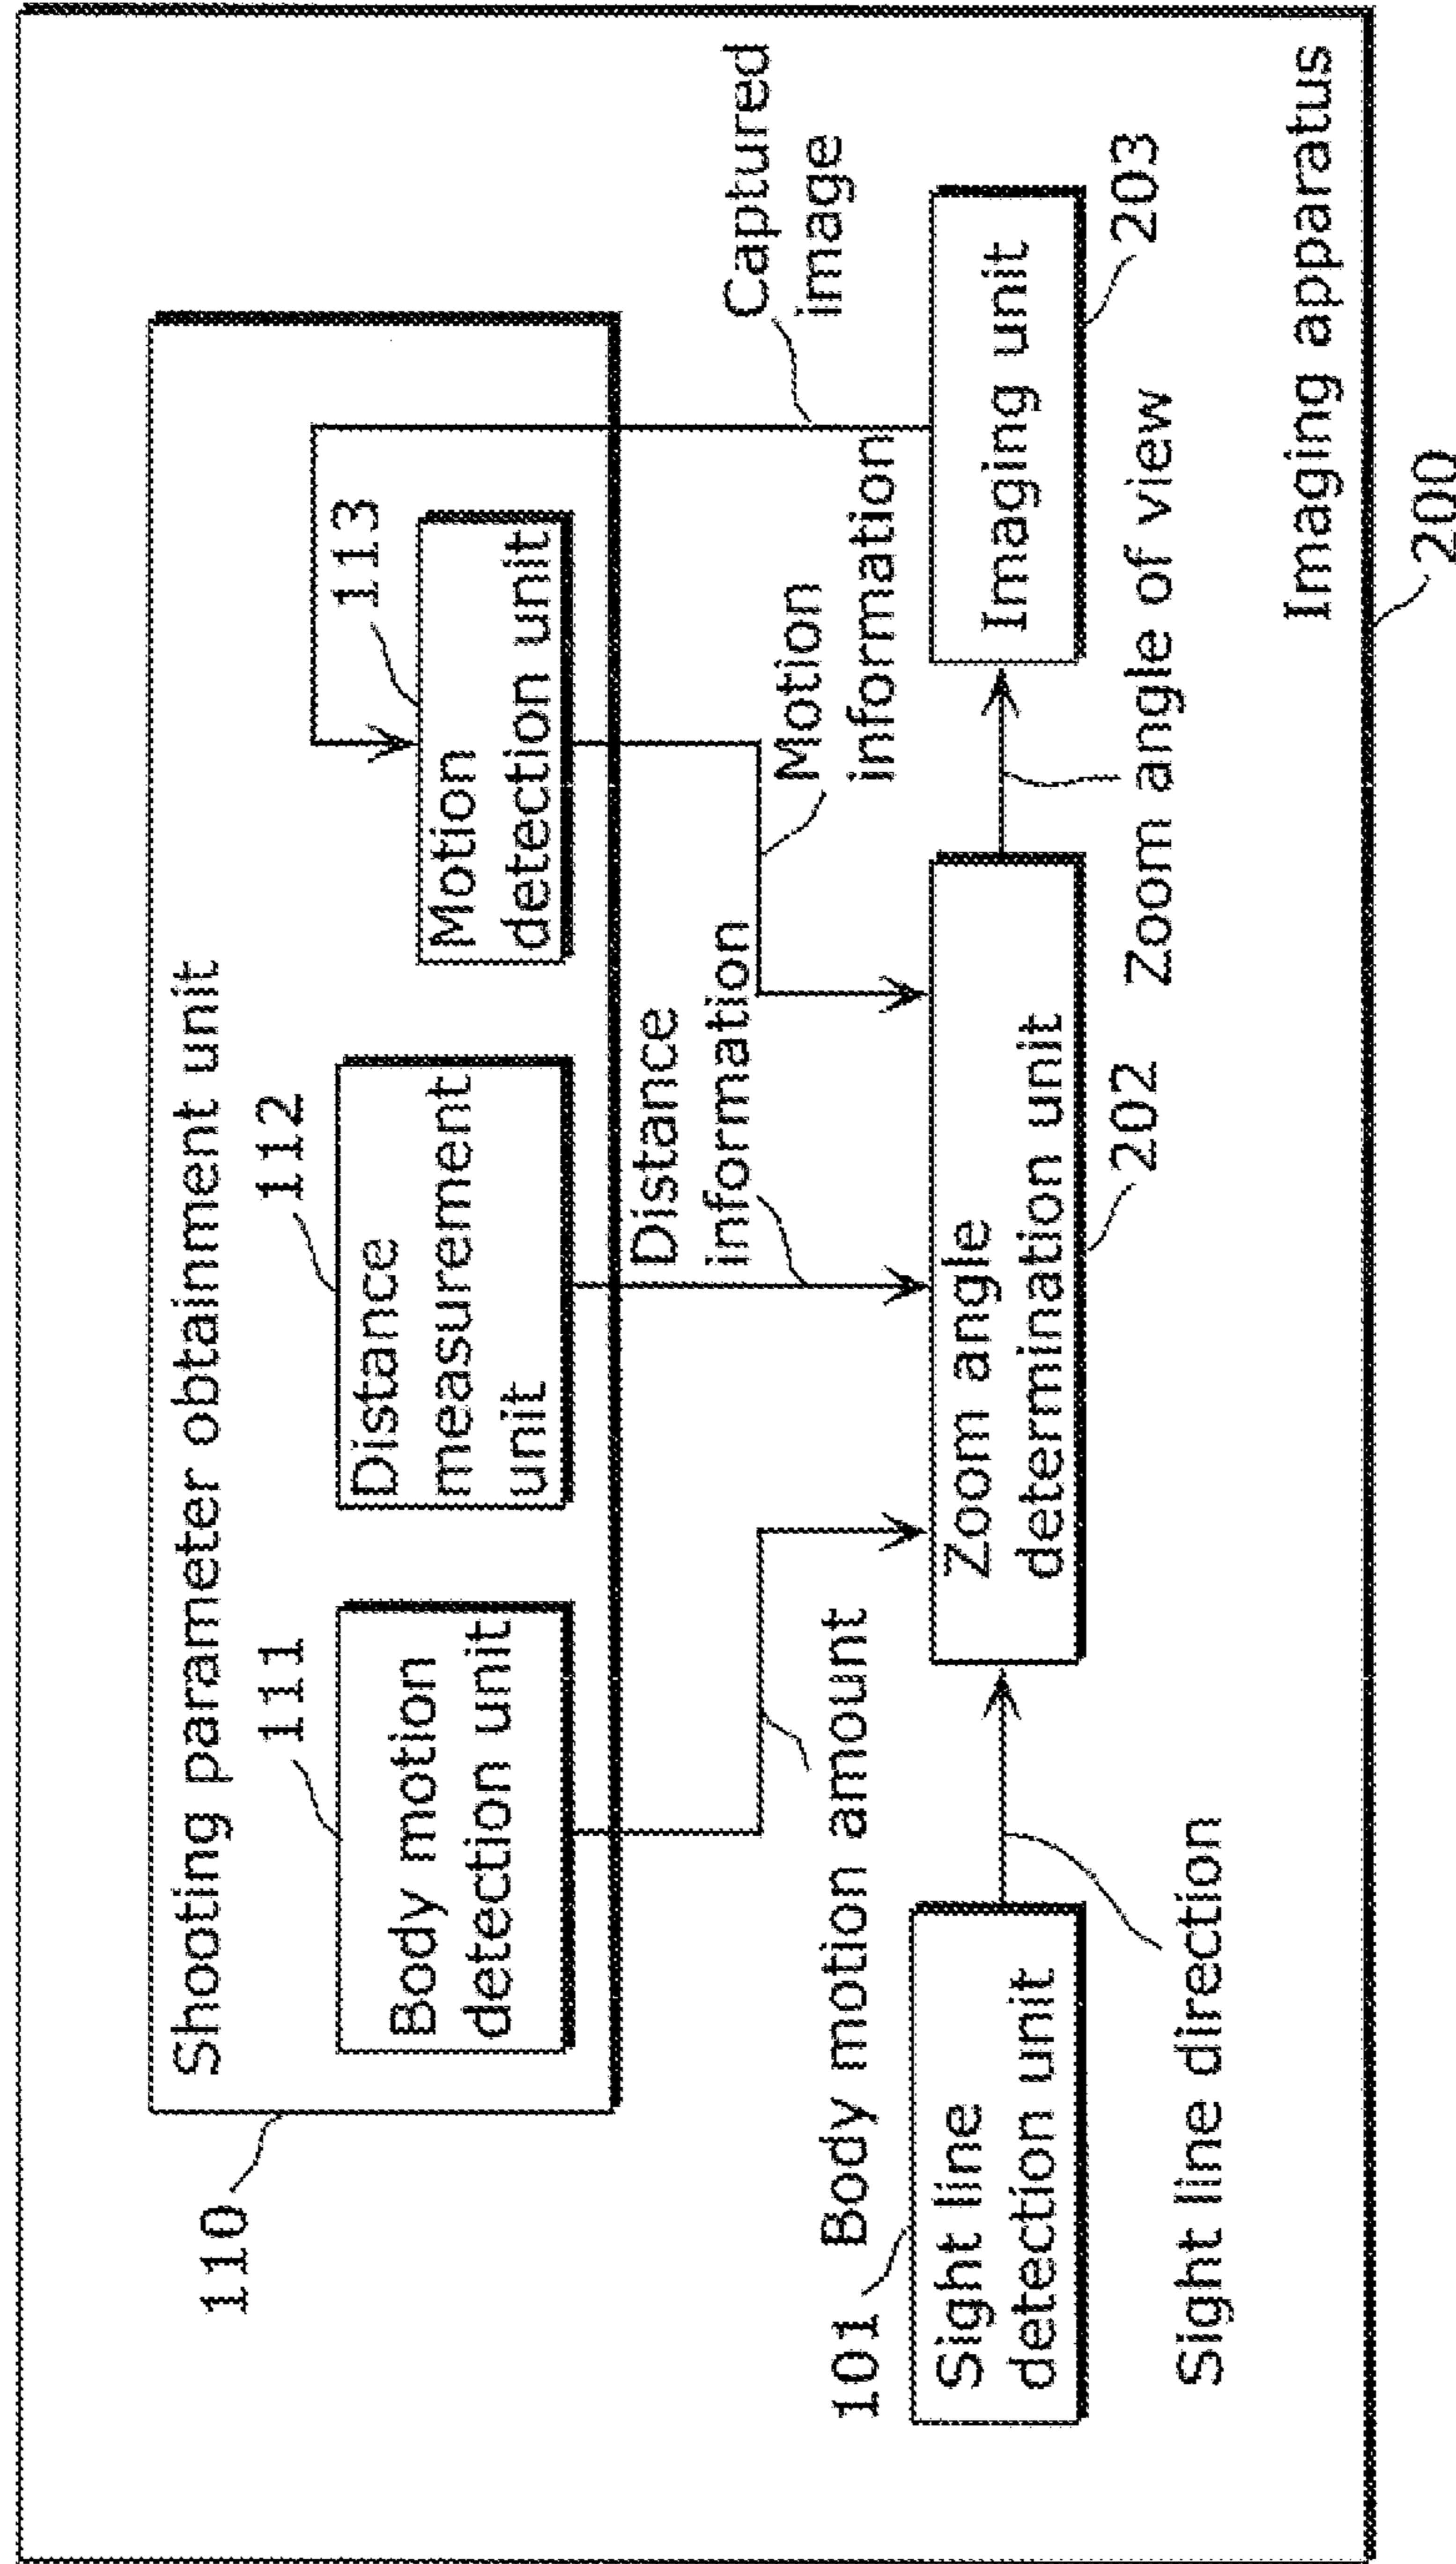 110
Shooting parameter obtainment unit
111
Body motion
detection unit
112
Distance
measurement
unit
113
Motion
detection unit
Captured
image
Distance
information
Motion
information
Body motion amount
101
Sight line
detection unit
Zoom angle
determination unit
Imaging unit
202
203
Sight line direction
Zoom angle of view
Imaging apparatus
200